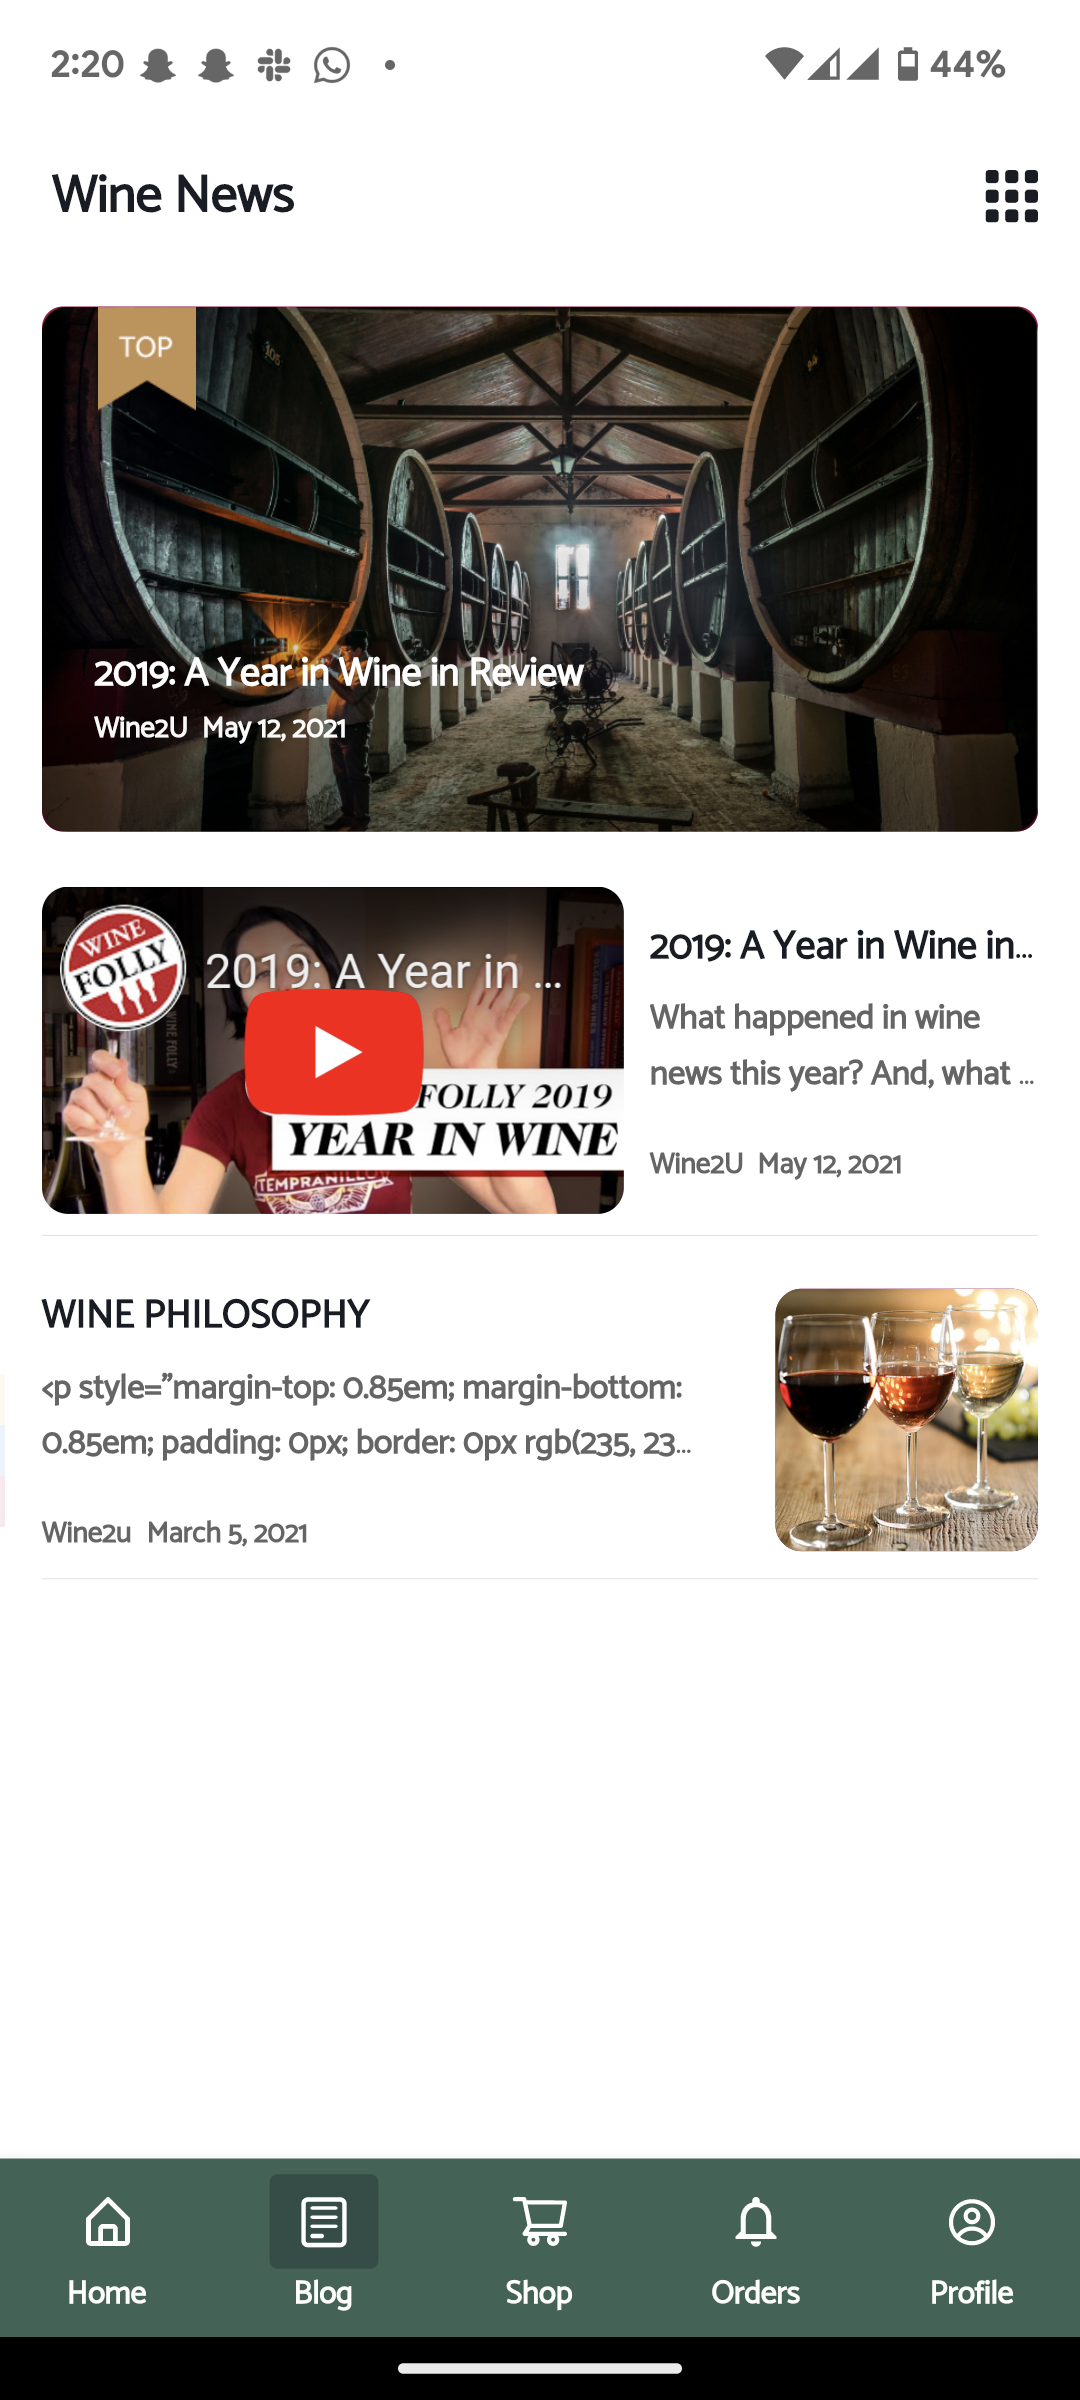 2:20
44%
Wine News
TOP
2019: A Year in Wine in Review
Wine2U May 12, 2021
WINE
FOLLY
2019: A Year in ...
WINE FOLLY
FOLLY 2019
YEAR IN WINE
TEMPRANILLO
2019: A Year in Wine in...
What happened in wine
news this year? And, what ...
Wine2U May 12, 2021
WINE PHILOSOPHY
<p style="margin-top: 0.85em; margin-bottom:
0.85em; padding: 0px; border: 0px rgb(235, 23...
Wine2u March 5, 2021
Home
Blog
Shop
Orders
Profile